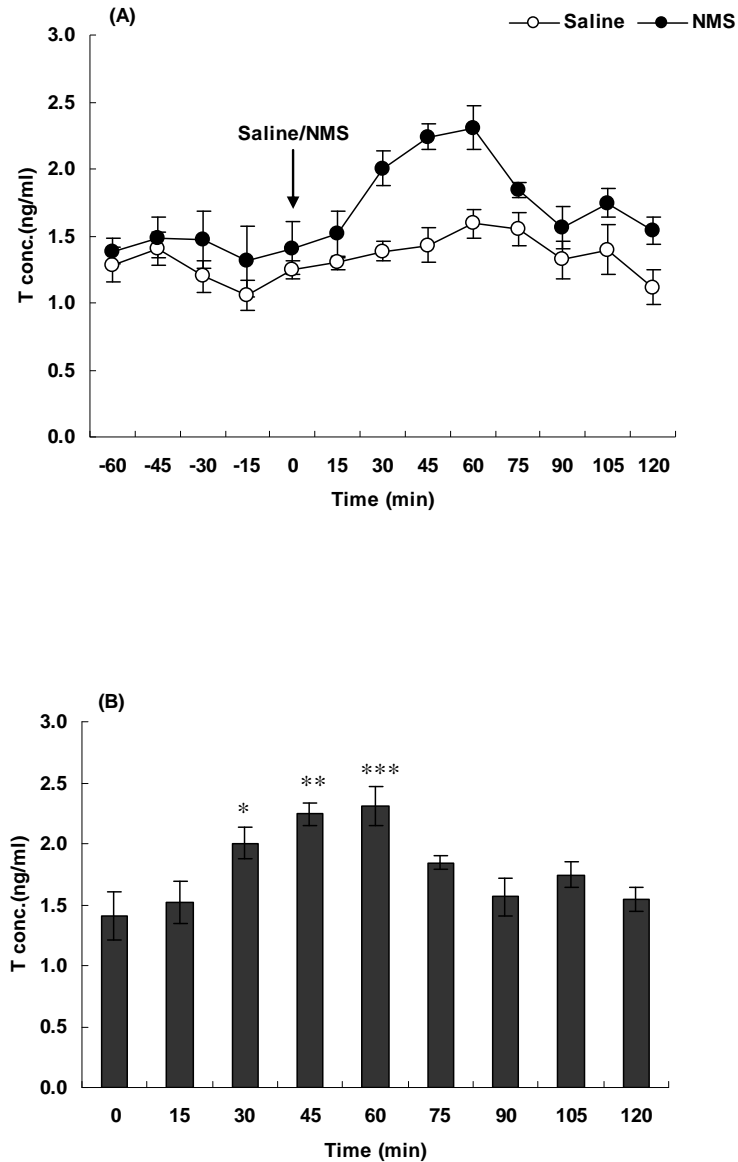 (A)
Saline NMS
3.0
2.5
2.0
1.5
1.0
0.5
0.0
T conc.(ng/ml)
Saline/NMS
-60 -45 -30 -15 0 15 30 45 60 75 90 105 120
Time (min)
(B)
3.0
2.5
2.0
1.5
1.0
0.5
0.0
T conc.(ng/ml)
* ** ***
0 15 30 45 60 75 90 105 120
Time (min)